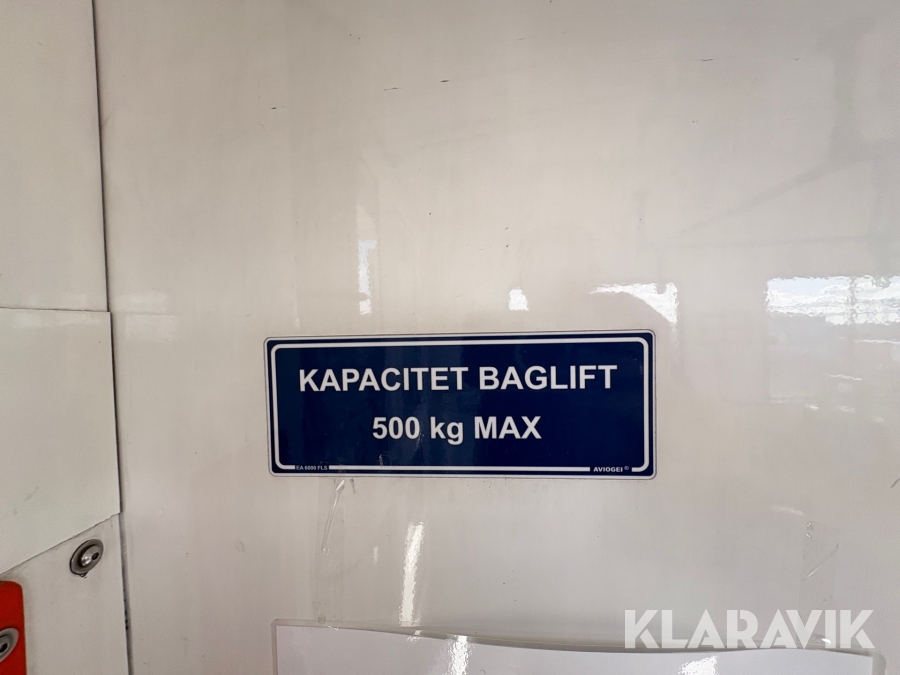 KAPACITET BAGLIFT
500 kg MAX
EA 6000 FLS
AVIOGEI ®
KLARAVIK